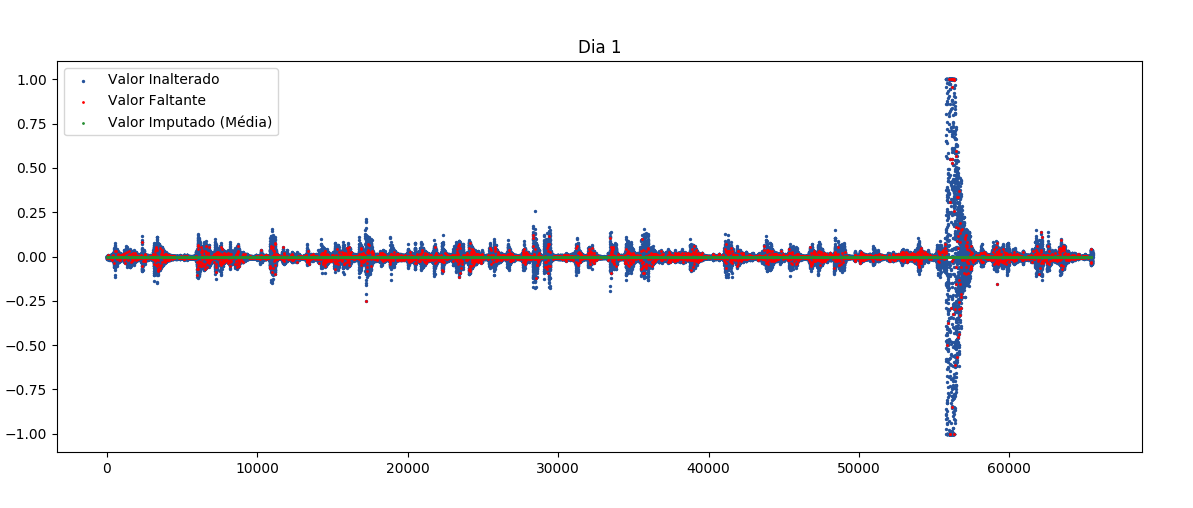 Dia 1
Valor Inalterado
Valor Faltante
Valor Imputado (Média)
1.00
0.75
0.50
0.25
0.00
−0.25
−0.50
−0.75
−1.00
0 10000 20000 30000 40000 50000 60000